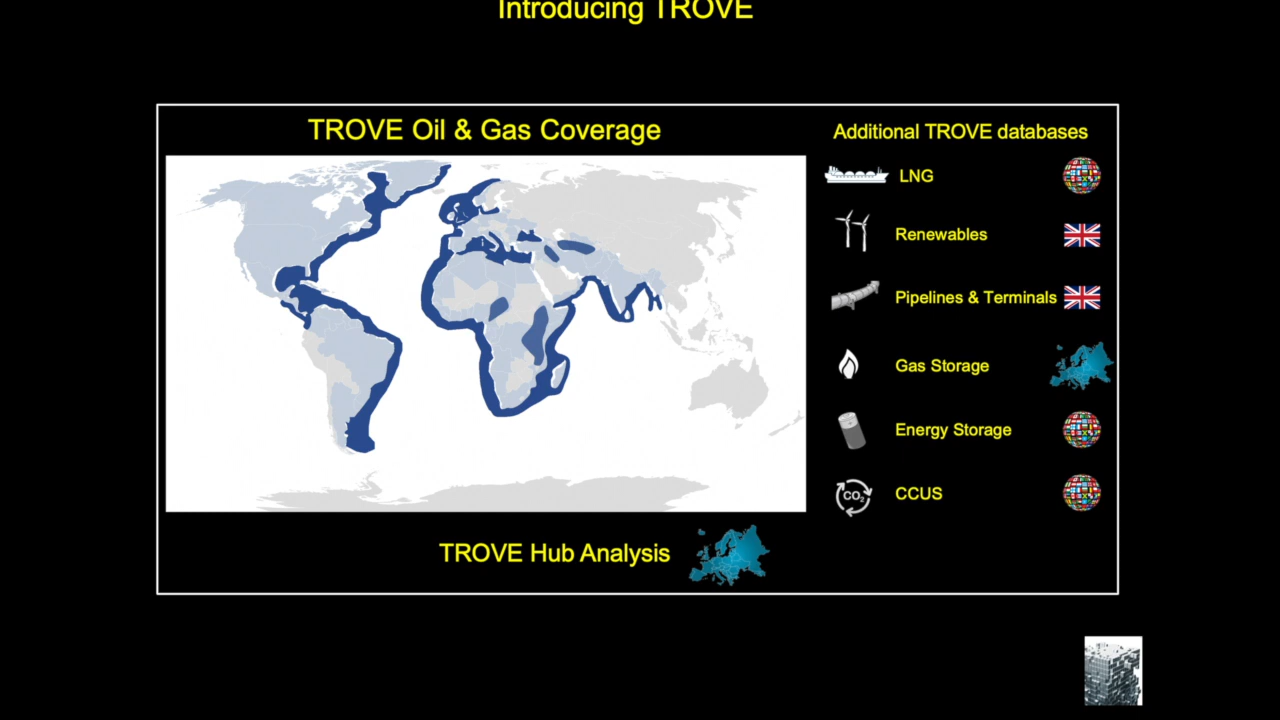 Introducing TROVE
TROVE Oil & Gas Coverage
Additional TROVE databases
LNG
Renewables
Pipelines & Terminals
Gas Storage
Energy Storage
CO2
CCUS
TROVE Hub Analysis